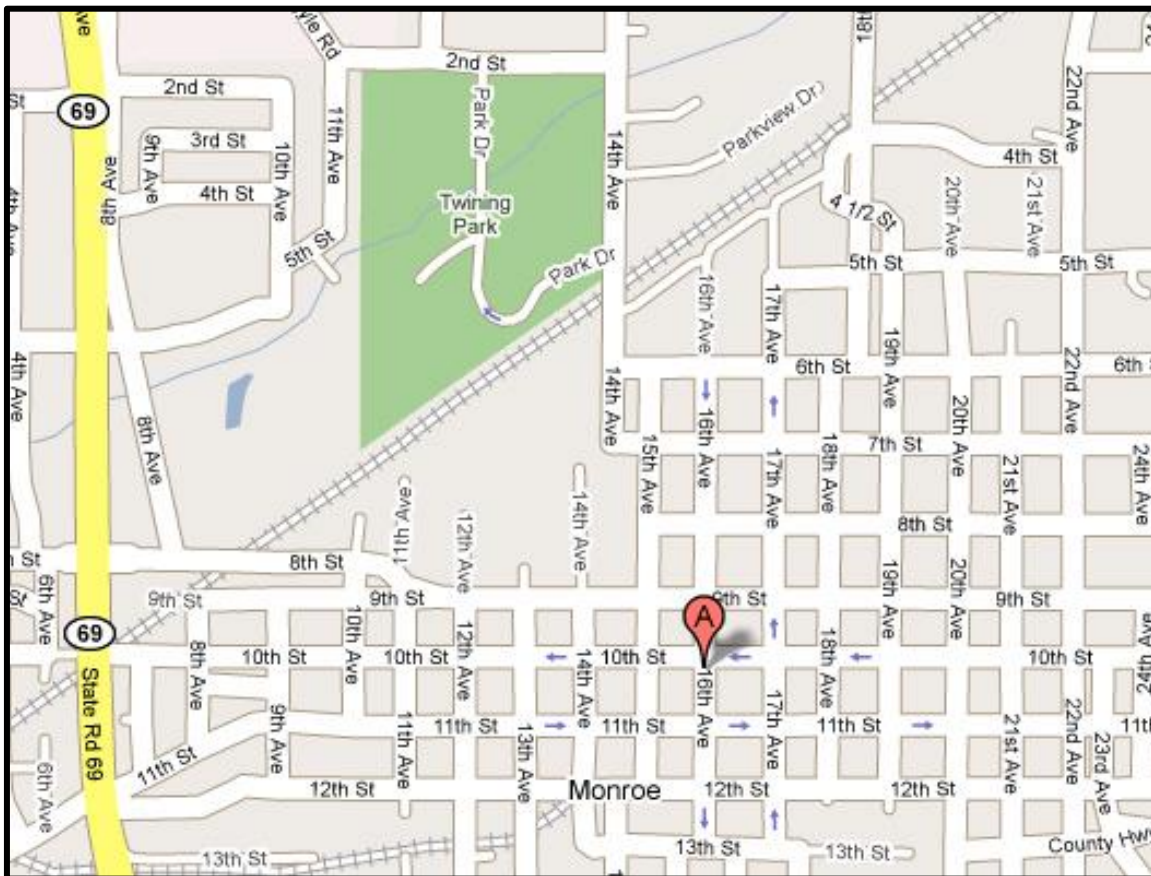 Ave
yle Rd
18th
2nd St
22nd Ave
2nd St
St
69
Park Dr
11th Ave
14th Ave
Parkview Dr
3rd St
9th Ave
10th Ave
4th St
4th St
8th Ave
4th Ave
Twining
Park
20th Ave
21st Ave
4 1/2 St
5th St
Park Dr
5th St
5th St
16th Ave
17th Ave
4th Ave
19th Ave
22nd Ave
6th St
6th
14th Ave
8th Ave
16th Ave
20th Ave
7th St
15th Ave
17th Ave
18th Ave
21st Ave
24th Ave
14th Ave
12th Ave
11th Ave
8th St
8th St
St
6th Ave
19th Ave
20th Ave
St
9th St
9th St
9th St
9th St
A
10th Ave
12th Ave
69
8th Ave
18th Ave
24th Ave
10th St
10th St
10th St
10th St
14th Ave
16th Ave
State Rd 69
9th Ave
11th Ave
17th Ave
21st Ave
22nd Ave
11th St
11th St
11th St
11th
13th Ave
23rd Ave
11th St
6th Ave
12th St
Monroe
12th St
12th St
13th St
13th St
13th St
County Hwy